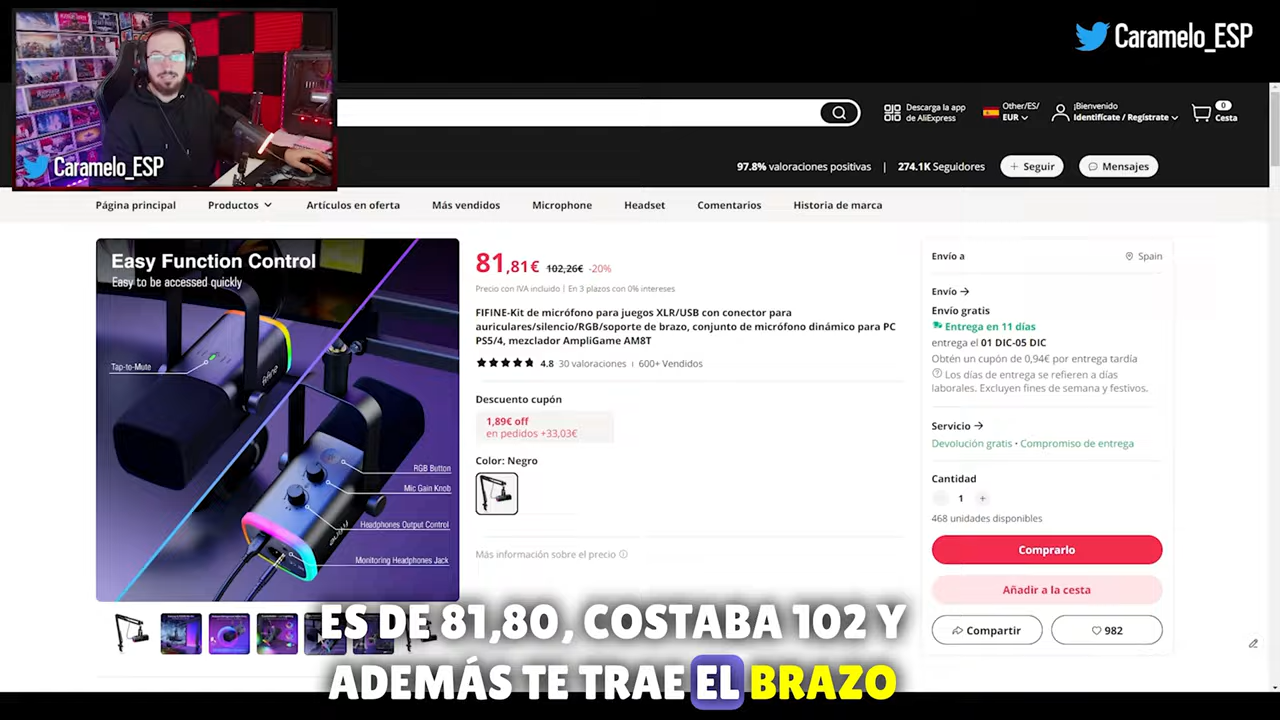 Caramelo_ESP
Caramelo_ESP
Descarga la app
de AliExpress
Other/ES/
EUR
¡Bienvenido
Identifícate / Regístrate
0
Cesta
97.8% valoraciones positivas | 274.1K Seguidores
+ Seguir
Mensajes
Página principal
Productos
Artículos en oferta
Más vendidos
Microphone
Headset
Comentarios
Historia de marca
Easy Function Control
Easy to be accessed quickly
Tap-to-Mute
fifine
RGB Button
Mic Gain Knob
Headphones Output Control
Monitoring Headphones Jack
fifine
81,81€ 102,26€ -20%
Precio con IVA incluido | En 3 plazos con 0% intereses
FIFINE-Kit de micrófono para juegos XLR/USB con conector para
auriculares/silencio/RGB/soporte de brazo, conjunto de micrófono dinámico para PC
PS5/4, mezclador AmpliGame AM8T
4.8 30 valoraciones | 600+ Vendidos
Descuento cupón
1,89€ off
en pedidos +33,03€
Color: Negro
Más información sobre el precio
Envío a
Spain
Envío
Envío gratis
Entrega en 11 días
entrega el 01 DIC-05 DIC
Obtén un cupón de 0,94€ por entrega tardía
Los días de entrega se refieren a días
laborales. Excluyen fines de semana y festivos.
Servicio
Devolución gratis • Compromiso de entrega
Cantidad
1 +
468 unidades disponibles
Comprarlo
Añadir a la cesta
Compartir
982
ES DE 81,80, COSTABA 102 Y
ADEMÁS TE TRAE EL BRAZO